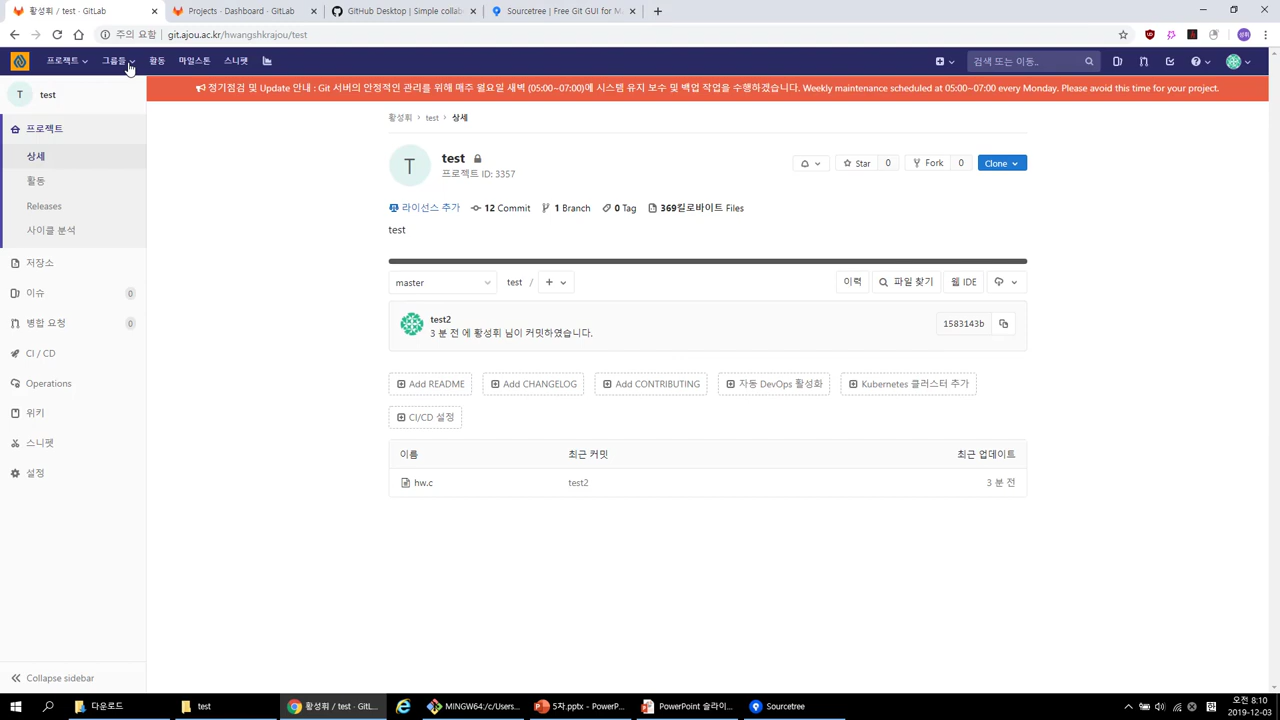 황성휘 / test · GitLab
Projects · Dashboard · GitLab
GitHub Desktop | Simple collab
Sourcetree | Free Git GUI for M
주의 요함
git.ajou.ac.kr/hwangshkrajou/test
프로젝트 그룹들 활동 마일스톤 스니펫
검색 또는 이동..
정기점검 및 Update 안내 : Git 서버의 안정적인 관리를 위해 매주 월요일 새벽 (05:00~07:00)에 시스템 유지 보수 및 백업 작업을 수행하겠습니다. Weekly maintenance scheduled at 05:00~07:00 every Monday. Please avoid this time for your project.
T test
프로젝트
상세
활동
Releases
사이클 분석
저장소
이슈 0
병합 요청 0
CI / CD
Operations
위키
스니펫
설정
Collapse sidebar
황성휘 › test › 상세
T
test
프로젝트 ID: 3357
Star 0 Fork 0 Clone
라이선스 추가 12 Commit 1 Branch 0 Tag 369킬로바이트 Files
test
master test / + 이력 파일 찾기 웹 IDE
test2
3 분 전 에 황성휘 님이 커밋하였습니다.
1583143b
Add README Add CHANGELOG Add CONTRIBUTING 자동 DevOps 활성화 Kubernetes 클러스터 추가
CI/CD 설정
이름 최근 커밋 최근 업데이트
hw.c test2 3 분 전
다운로드
test
황성휘 / test · GitL...
MINGW64:/c/Users...
5차.pptx - PowerP...
PowerPoint 슬라이...
Sourcetree
오전 8:10
2019-12-03